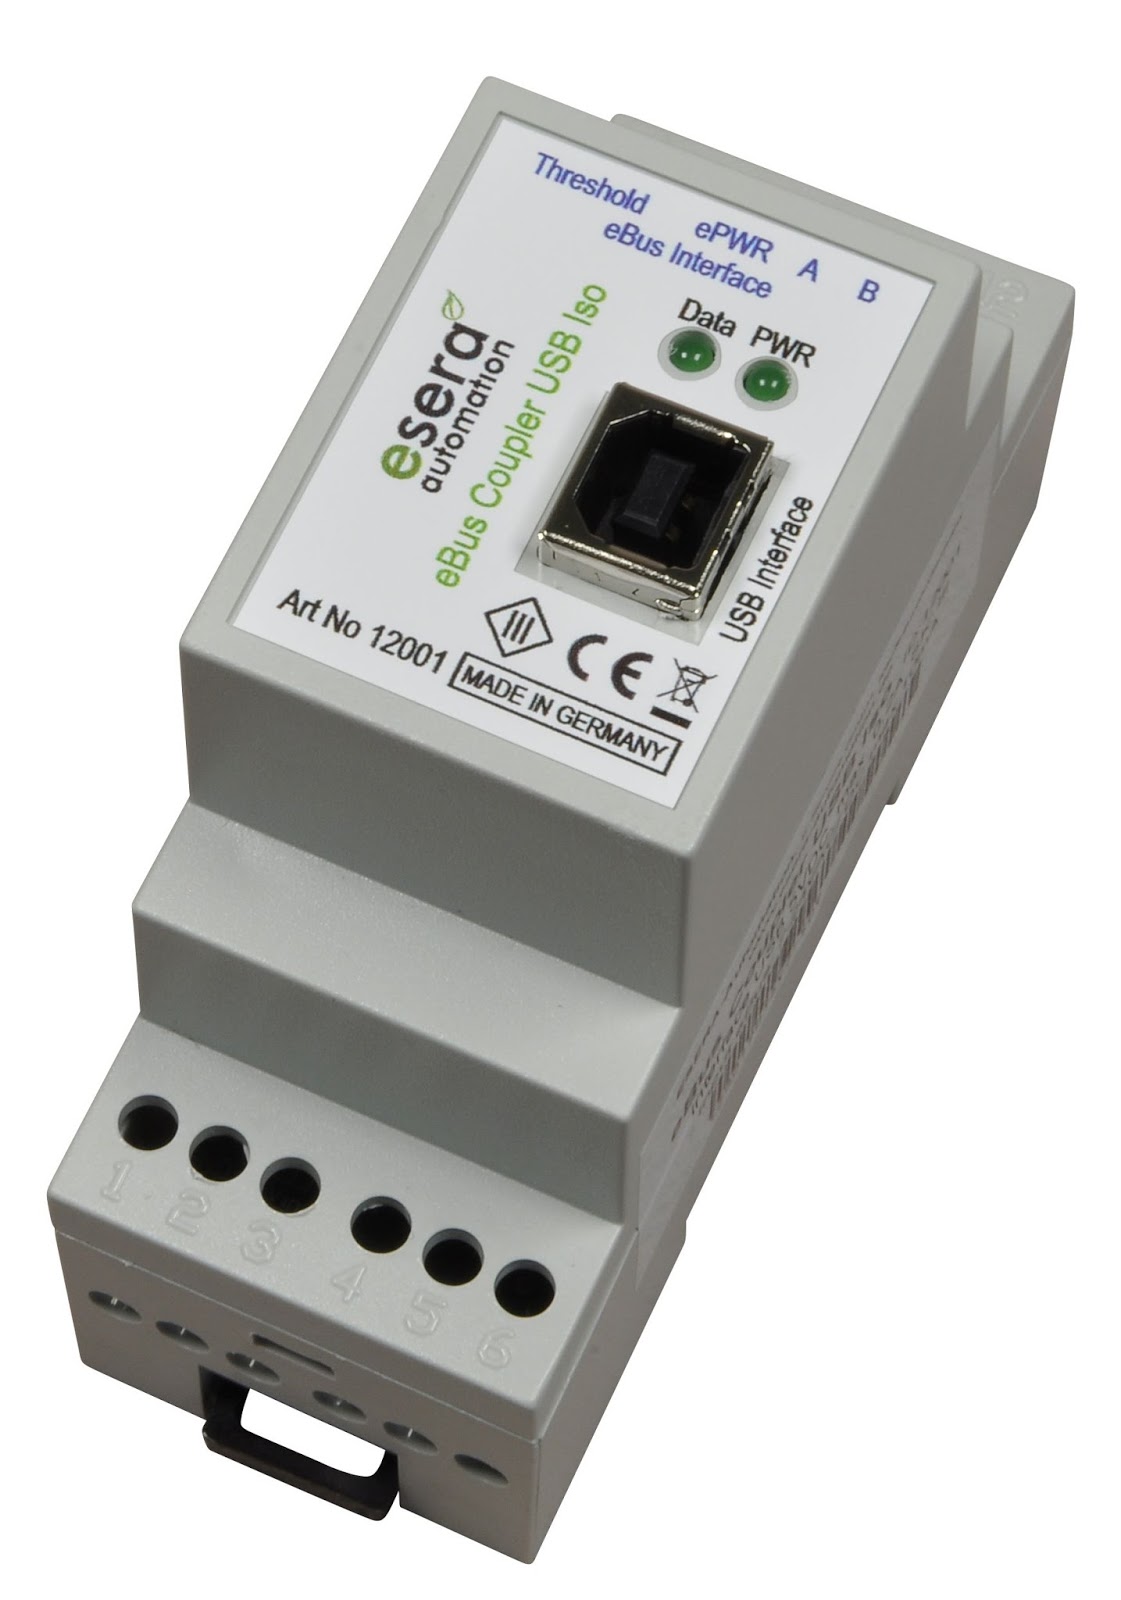 Threshold ePWR A B
eBus Interface
Data PWR
esera
automation
eBus Coupler USB Iso
USB Interface
Art No 12001
III
CE
MADE IN GERMANY
1 2 3 4 5 6